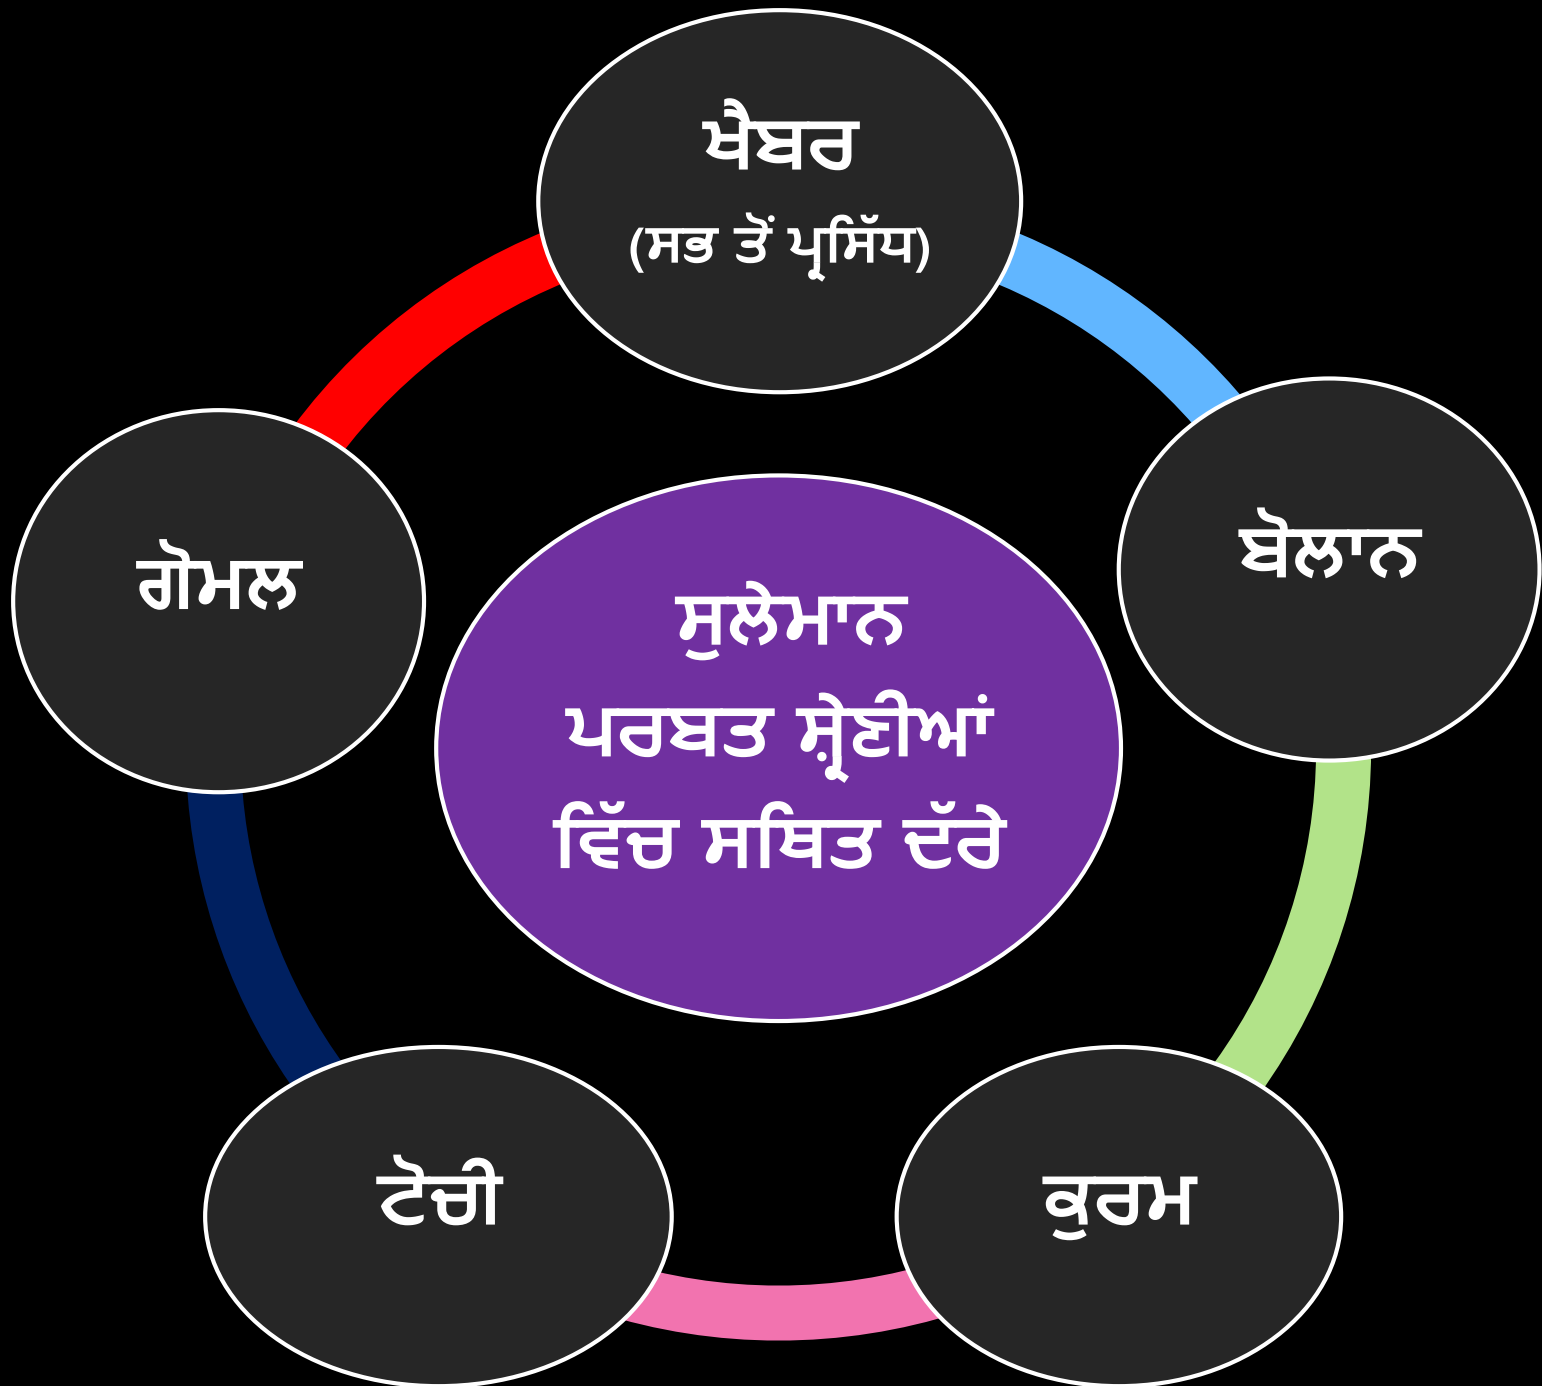 ਖੈਬਰ
(ਸਭ ਤੋਂ ਪ੍ਰਸਿੱਧ)
ਬੋਲਾਨ
ਕੁਰਮ
ਟੋਚੀ
ਗੋਮਲ
ਸੁਲੇਮਾਨ
ਪਰਬਤ ਸ਼੍ਰੇਣੀਆਂ
ਵਿੱਚ ਸਥਿਤ ਦੱਰੇ